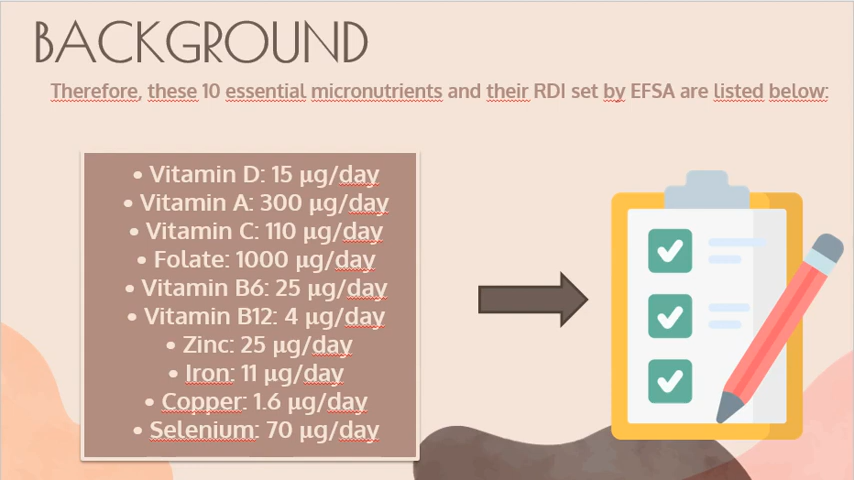 BACKGROUND
Therefore, these 10 essential micronutrients and their RDI set by EFSA are listed below:
• Vitamin D: 15 μg/day
• Vitamin A: 300 μg/day
• Vitamin C: 110 μg/day
• Folate: 1000 μg/day
• Vitamin B6: 25 μg/day
• Vitamin B12: 4 μg/day
• Zinc: 25 μg/day
• Iron: 11 μg/day
• Copper: 1.6 μg/day
• Selenium: 70 μg/day